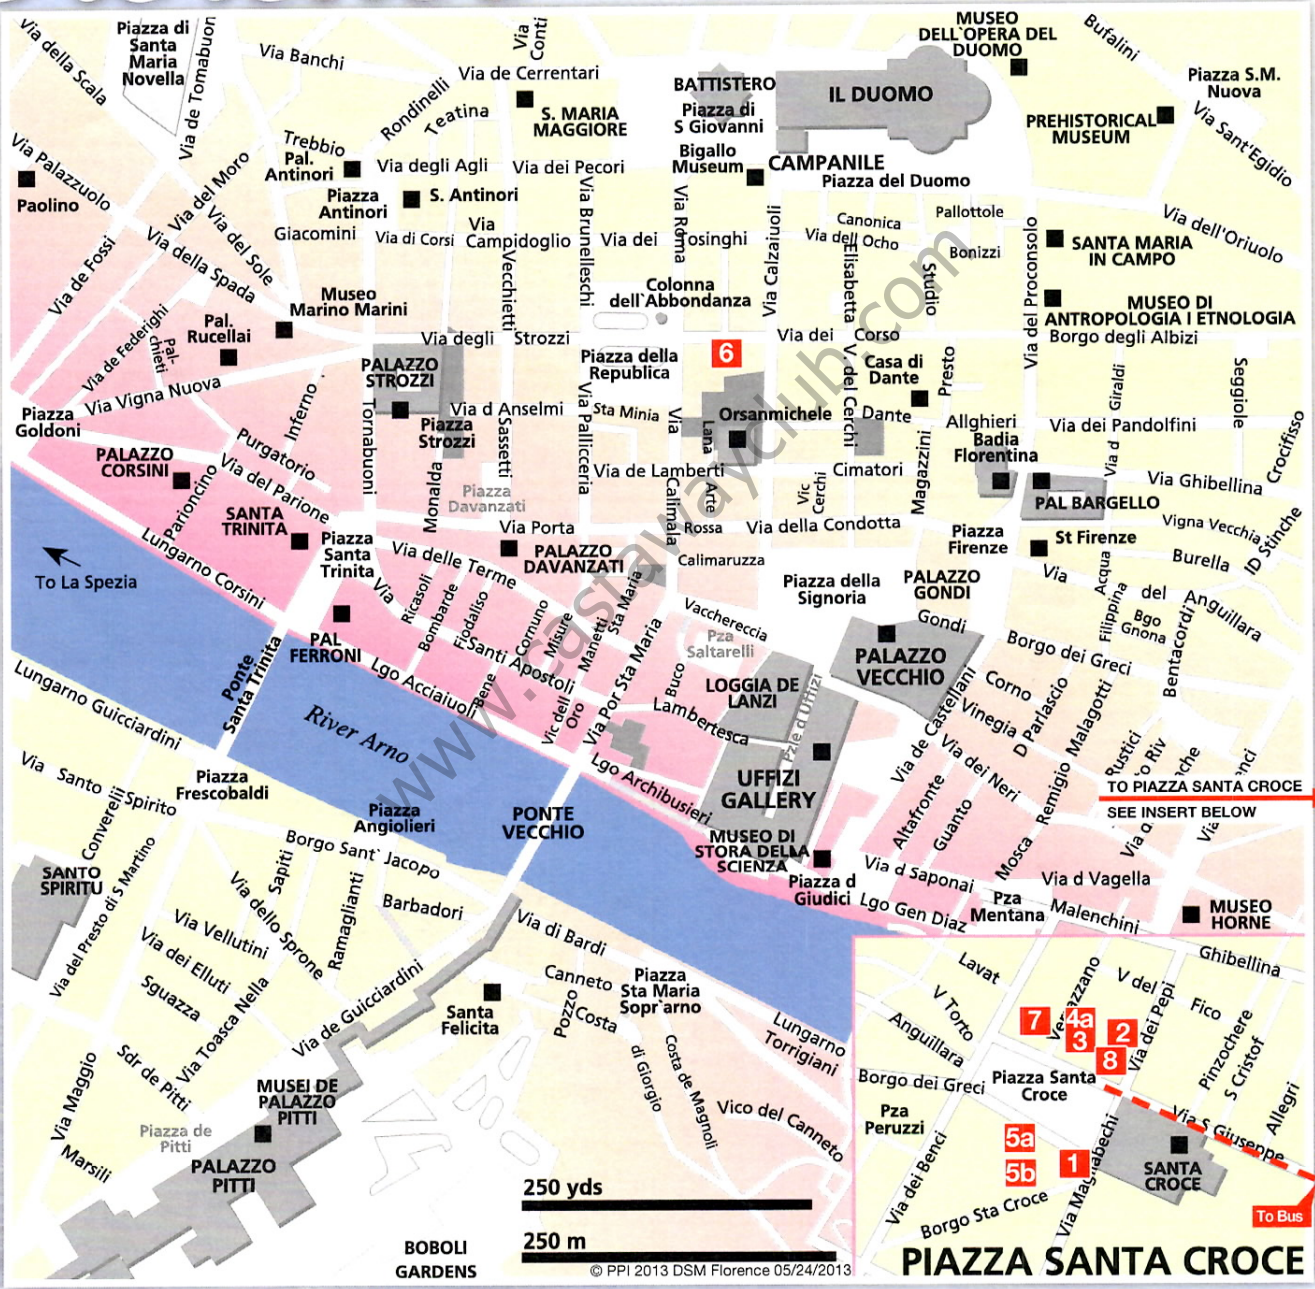 Piazza di
Santa
Maria
Novella
Via della Scala
Via de Tornabuon
Via Banchi
Via
Conti
Via de Cerrentari
Rondinelli
Teatina
S. MARIA
MAGGIORE
BATTISTERO
Piazza di
S Giovanni
IL DUOMO
MUSEO
DELL`OPERA DEL
DUOMO
Bufalini
Piazza S.M.
Nuova
PREHISTORICAL
MUSEUM
Via Sant'Egidio
Via Palazzuolo
Paolino
Trebbio
Pal.
Antinori
Via degli Agli
Via dei Pecori
Bigallo
Museum
CAMPANILE
Piazza del Duomo
Via del Moro
Via del Sole
Piazza
Antinori
S. Antinori
Giacomini
Via di Corsi
Via
Campidoglio
Via Brunelleschi
Via dei Tosinghi
Via Roma
Via Calzaiuoli
Canonica
Via dell Ocho
Elisabetta
Pallottole
Bonizzi
Studio
Via del Proconsolo
SANTA MARIA
IN CAMPO
Via dell'Oriuolo
Via de Fossi
Via della Spada
Vecchietti
Colonna
dell`Abbondanza
MUSEO DI
ANTROPOLOGIA I ETNOLOGIA
Borgo degli Albizi
Museo
Marino Marini
Via de Federighi
Pal-
chieti
Pal.
Rucellai
Via degli Strozzi
Via dei Corso
PALAZZO
STROZZI
Piazza della
Republica
6
Casa di
Dante
Presto
V. del Cerchi
Giraldi
Seggiole
Via Vigna Nuova
Inferno
Piazza
Goldoni
Tornabuoni
Via d Anselmi
Piazza
Strozzi
Sassetti
Via Pallicceria
Sta Minia
Via
Lana
Orsanmichele
Dante
Allghieri
Via dei Pandolfini
Crocifisso
PALAZZO
CORSINI
Purgatorio
Via del Parione
Parioncino
Monalda
Via de Lamberti
Callinala
Arte
Vic
Cerchi
Cimatori
Magazzini
Badia
Florentina
Via d
Via Ghibellina
PAL BARGELLO
Piazza
Davanzati
SANTA
TRINITA
Piazza
Santa
Trinita
Via Porta
Rossa
Via della Condotta
Piazza
Firenze
St Firenze
Vigna Vecchia
ID Stinche
Burella
Lungarno Corsini
To La Spezia
Via delle Terme
PALAZZO
DAVANZATI
Calimaruzza
Piazza della
Signoria
PALAZZO
GONDI
Via
del
Anguillara
Acqua
Filippina
Bgo
Gnona
Bentacordi
Via
Ricasoli
Bombarde
Fiodaliso
Cornuno
Misure
Manetti
Sta Maria
Vacchereccia
Pza
Saltarelli
Gondi
PALAZZO
VECCHIO
Borgo dei Greci
PAL
FERRONI
Santi Apostoli
Lgo Acciaiuoli
Bene
Vic dell
Oro
Via Por Sta Maria
Buco
Lambertesca
LOGGIA DE
LANZI
Pzle d Uffizi
Corno
Vinegia
D Parlascio
Malagotti
Remigio
Via de Castellani
Via dei Neri
Rustici
TO PIAZZA SANTA CROCE
SEE INSERT BELOW
Ponte
Santa Trinita
River Arno
Lungarno Guicciardini
Lgo Archibusieri
UFFIZI
GALLERY
MUSEO DI
STORA DELLA
SCIENZA
Altafronte
Guanto
Mosca
Via Santo Spirito
Piazza
Frescobaldi
Piazza
Angiolieri
PONTE
VECCHIO
Piazza d
Giudici
Via d Saponai
Lgo Gen Diaz
Pza
Mentana
Via d Vagella
Malenchini
MUSEO
HORNE
SANTO
SPIRITU
Converelli
Via del Presto di S Martino
Borgo Sant` Jacopo
Sapiti
Via dello Sprone
Ramaglianti
Barbadori
Via Vellutini
Via dei Elluti
Sguazza
Via Toasca Nella
Via de Guicciardini
Via di Bardi
Canneto
Pozzo
Costa
di Giorgio
Santa
Felicita
Piazza
Sta Maria
Sopr`arno
Costa de Magnoli
Lungarno
Torrigiani
Vico del Canneto
Via Maggio
Sdr de Pitti
Marsili
Piazza de
Pitti
MUSEI DE
PALAZZO
PITTI
PALAZZO
PITTI
BOBOLI
GARDENS
250 yds
250 m
© PPI 2013 DSM Florence 05/24/2013
Lavat
V Torto
Anguillara
Verrazzano
V del
Fico
Via dei Pepi
Ghibellina
Pinzochere
S Cristof
Allegri
7
4a
3
2
8
Borgo dei Greci
Piazza Santa
Croce
Pza
Peruzzi
5a
5b
1
Via dei Benci
Borgo Sta Croce
Via Magliabechi
Via S Giuseppe
SANTA
CROCE
To Bus
PIAZZA SANTA CROCE
www.castawayclub.com